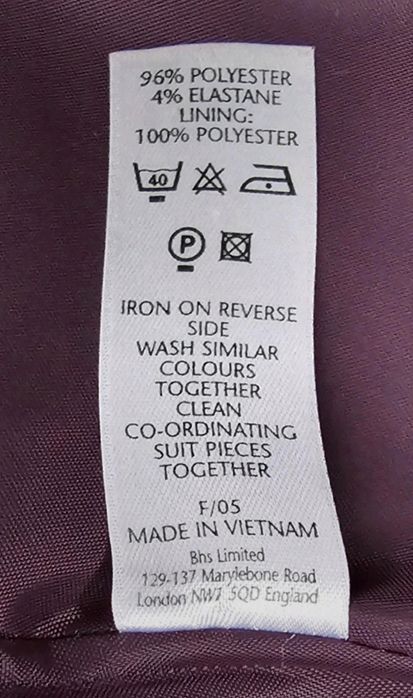 96% POLYESTER
4% ELASTANE
LINING:
100% POLYESTER
40
P
IRON ON REVERSE
SIDE
WASH SIMILAR
COLOURS
TOGETHER
CLEAN
CO-ORDINATING
SUIT PIECES
TOGETHER
F/05
MADE IN VIETNAM
Bhs Limited
129-137 Marylebone Road
London NW1 5QD England